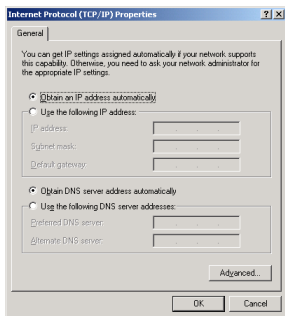 Internet Protocol (TCP/IP) Properties
General
You can get IP settings assigned automatically if your network supports
this capability. Otherwise, you need to ask your network administrator for
the appropriate IP settings.
Obtain an IP address automatically
Use the following IP address:
IP address:
Subnet mask:
Default gateway:
Obtain DNS server address automatically
Use the following DNS server addresses:
Preferred DNS server:
Alternate DNS server:
Advanced...
OK Cancel